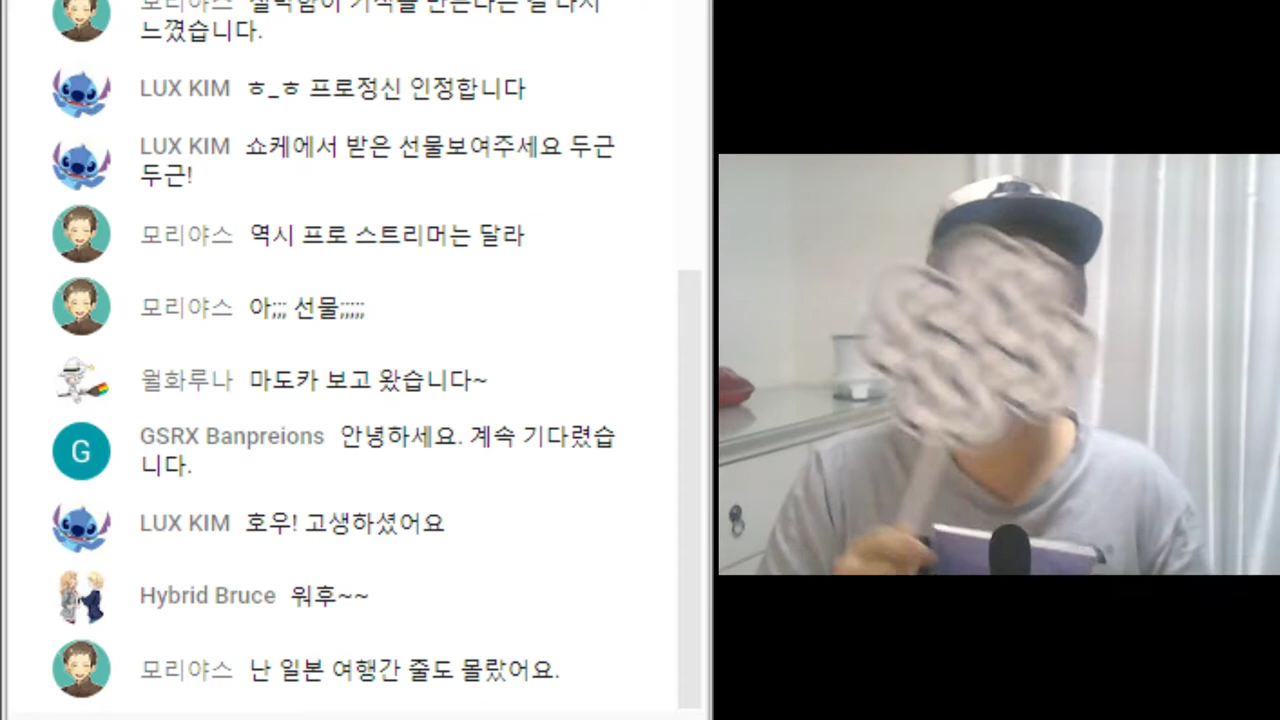 느꼈습니다.
LUX KIM ㅎ_ㅎ 프로정신 인정합니다
LUX KIM 쇼케에서 받은 선물보여주세요 두근
두근!
모리야스 역시 프로 스트리머는 달라
모리야스 아;;; 선물;;;;;
월화루나 마도카 보고 왔습니다~
G
GSRX Banpreions 안녕하세요. 계속 기다렸습
니다.
LUX KIM 호우! 고생하셨어요
Hybrid Bruce 워후~~
모리야스 난 일본 여행간 줄도 몰랐어요.